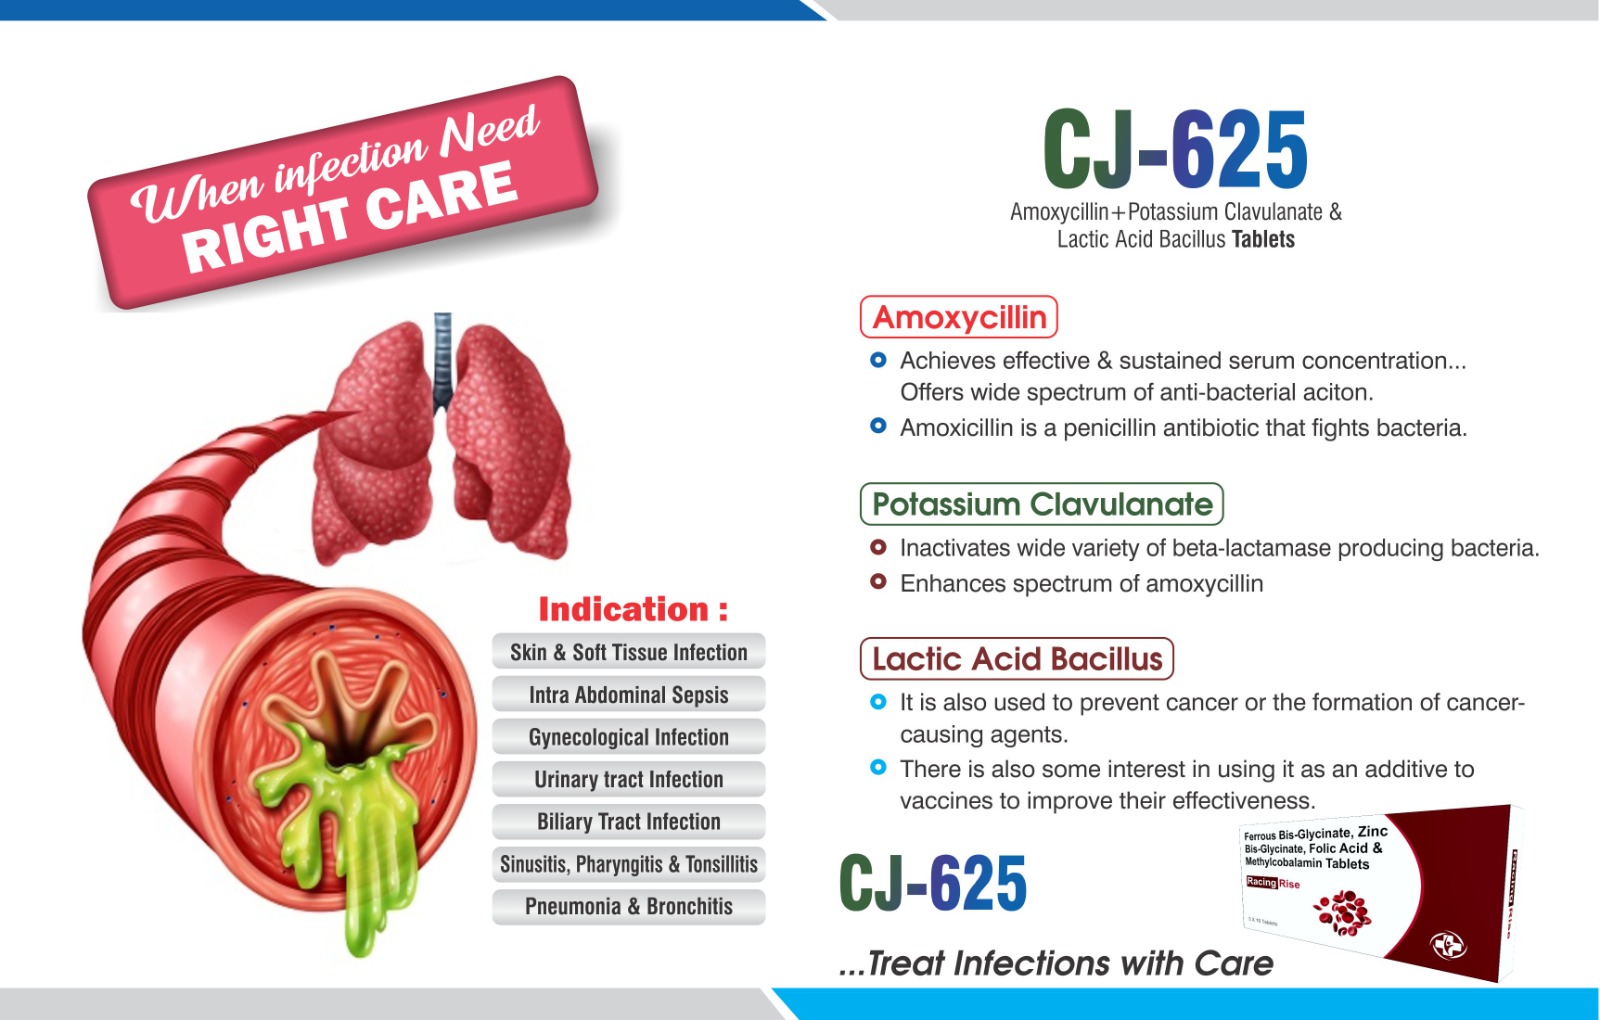 When infection Need
RIGHT CARE
Indication :
Skin & Soft Tissue Infection
Intra Abdominal Sepsis
Gynecological Infection
Urinary tract Infection
Biliary Tract Infection
Sinusitis, Pharyngitis & Tonsillitis
Pneumonia & Bronchitis
CJ-625
Amoxycillin+Potassium Clavulanate &
Lactic Acid Bacillus Tablets
Amoxycillin
Achieves effective & sustained serum concentration...
Offers wide spectrum of anti-bacterial aciton.
Amoxicillin is a penicillin antibiotic that fights bacteria.
Potassium Clavulanate
Inactivates wide variety of beta-lactamase producing bacteria.
Enhances spectrum of amoxycillin
Lactic Acid Bacillus
It is also used to prevent cancer or the formation of cancer-
causing agents.
There is also some interest in using it as an additive to
vaccines to improve their effectiveness.
CJ-625
...Treat Infections with Care
Ferrous Bis-Glycinate, Zinc
Bis-Glycinate, Folic Acid &
Methylcobalamin Tablets
Racing Rise
Tablets
Racing Rise